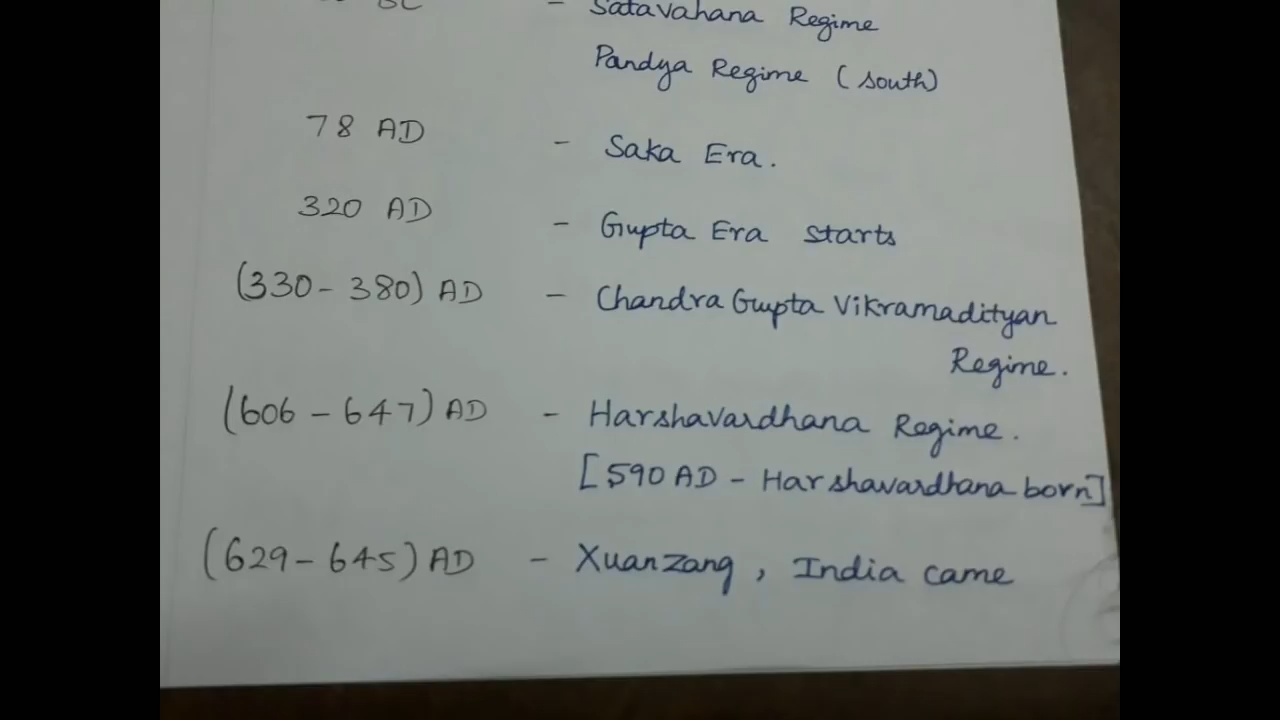 BC - Satavahana Regime
Pandya Regime (south)
78 AD - Saka Era.
320 AD - Gupta Era starts
(330 - 380) AD - Chandra Gupta Vikramadityan
Regime.
(606 - 647) AD - Harshavardhana Regime.
[590 AD - Harshavardhana born]
(629 - 645) AD - Xuanzang, India came